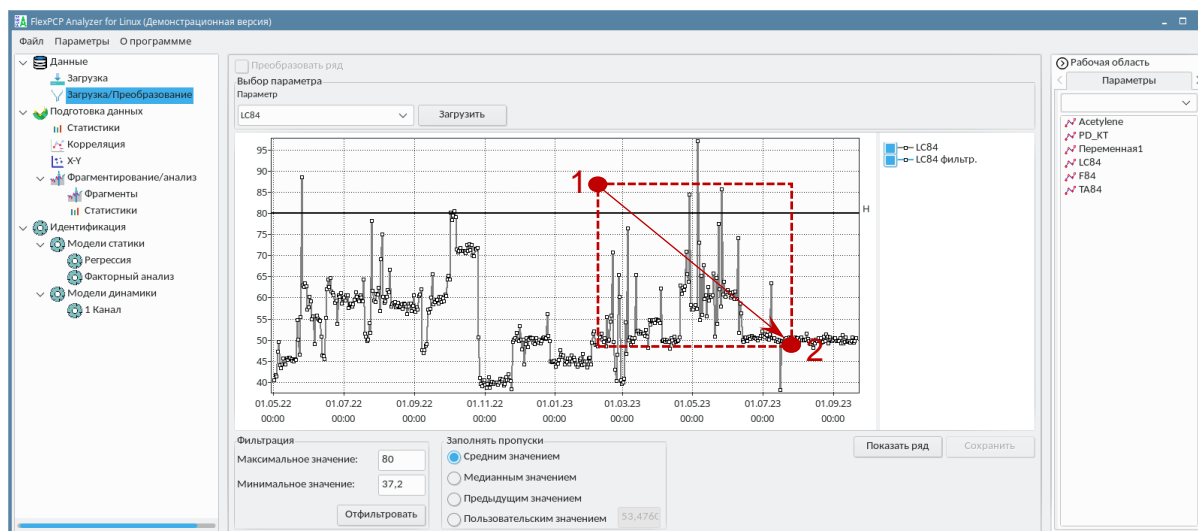 FlexPCP Analyzer for Linux (Демонстрационная версия)
Файл Параметры О программме
Данные
Загрузка
Загрузка/Преобразование
Подготовка данных
Статистики
Корреляция
X-Y
Фрагментирование/анализ
Фрагменты
Статистики
Идентификация
Модели статики
Регрессия
Факторный анализ
Модели динамики
1 Канал
Преобразовать ряд
Выбор параметра
Параметр
LC84
Загрузить
95
90
85
80
75
70
65
60
55
50
45
40
H
1
2
01.05.22 01.07.22 01.09.22 01.11.22 01.01.23 01.03.23 01.05.23 01.07.23 01.09.23
00:00 00:00 00:00 00:00 00:00 00:00 00:00 00:00 00:00
LC84
LC84 фильтр.
Фильтрация
Максимальное значение: 80
Минимальное значение: 37,2
Отфильтровать
Заполнять пропуски
Средним значением
Медианным значением
Предыдущим значением
Пользовательским значением 53,476
Показать ряд Сохранить
Рабочая область
Параметры
Acetylene
PD_KT
Переменная1
LC84
F84
TA84